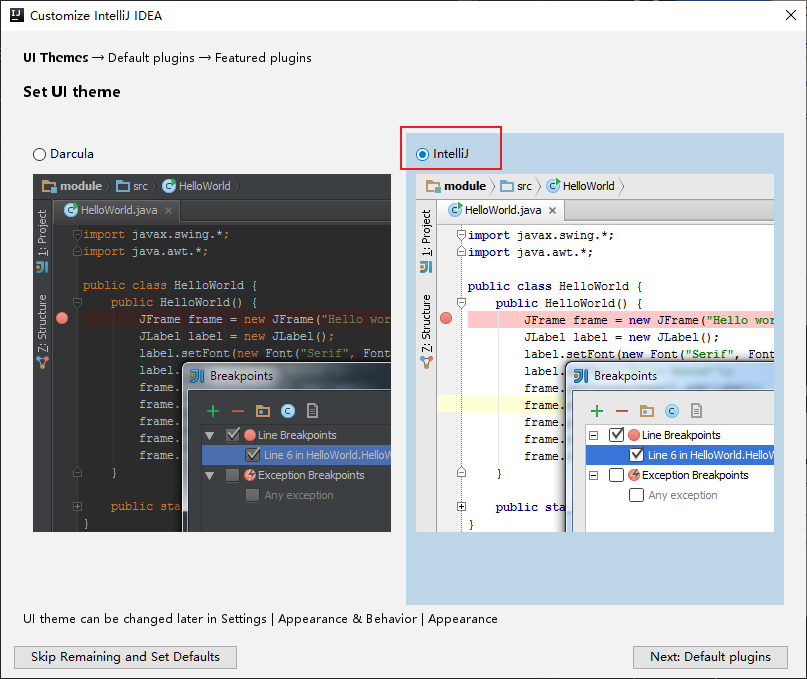 Customize IntelliJ IDEA
UI Themes → Default plugins → Featured plugins
Set UI theme
Darcula
module src HelloWorld
HelloWorld.java
1: Project
7: Structure
import javax.swing.*;
import java.awt.*;
public class HelloWorld {
public HelloWorld() {
JFrame frame = new JFrame("Hello wor
JLabel label = new JLabel();
label.setFont(new Font("Serif", Font
label.
frame.
frame.
frame.
frame.
frame.
}
public sta
}
Breakpoints
Line Breakpoints
Line 6 in HelloWorld.HelloW
Exception Breakpoints
Any exception
IntelliJ
module src HelloWorld
HelloWorld.java
1: Project
7: Structure
import javax.swing.*;
import java.awt.*;
public class HelloWorld {
public HelloWorld() {
JFrame frame = new JFrame("Hello wor
JLabel label = new JLabel();
label.setFont(new Font("Serif", Font
label.
frame.
frame.
frame.
frame.
frame.
}
public sta
}
Breakpoints
Line Breakpoints
Line 6 in HelloWorld.HelloW
Exception Breakpoints
Any exception
UI theme can be changed later in Settings | Appearance & Behavior | Appearance
Skip Remaining and Set Defaults
Next: Default plugins